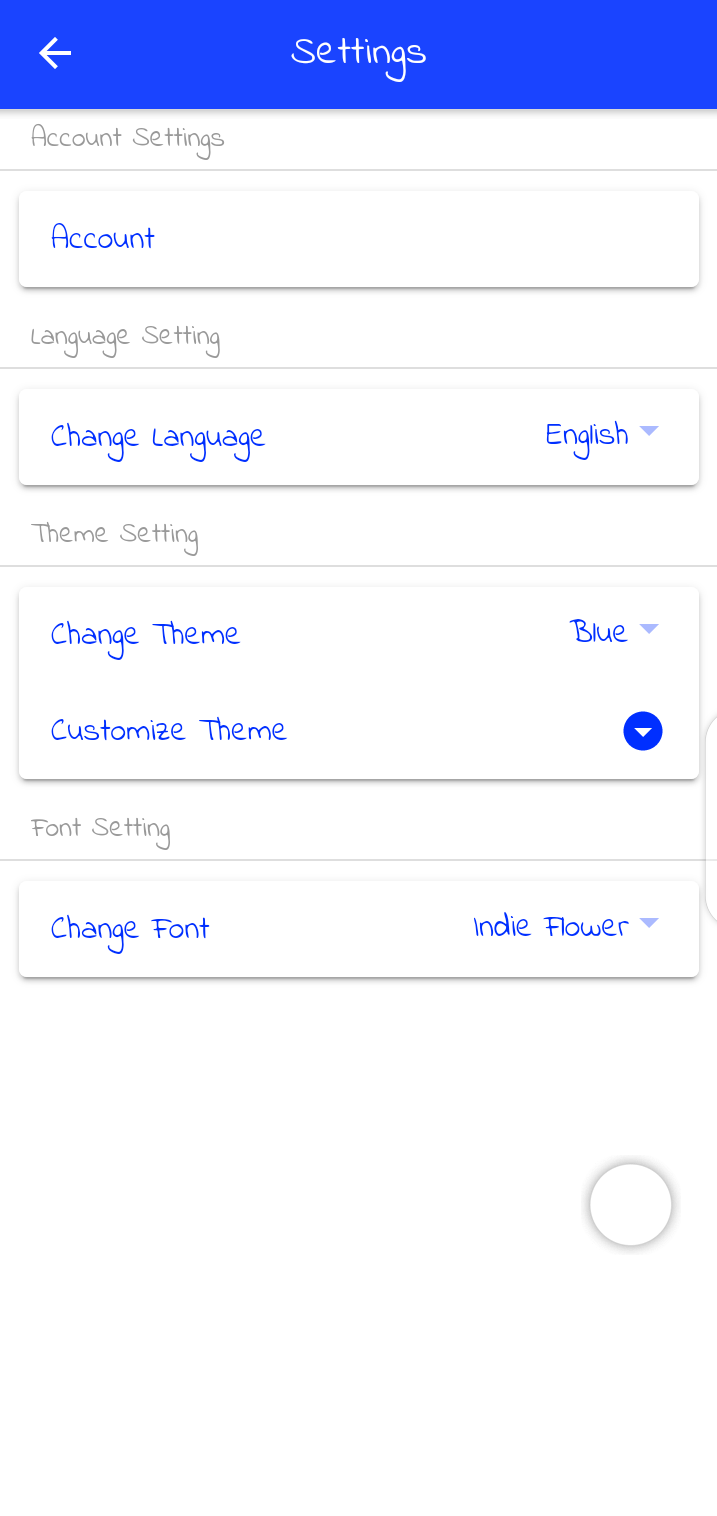 Settings
Account Settings
Account
Language Setting
Change Language English
Theme Setting
Change Theme Blue
Customize Theme
Font Setting
Change Font Indie Flower